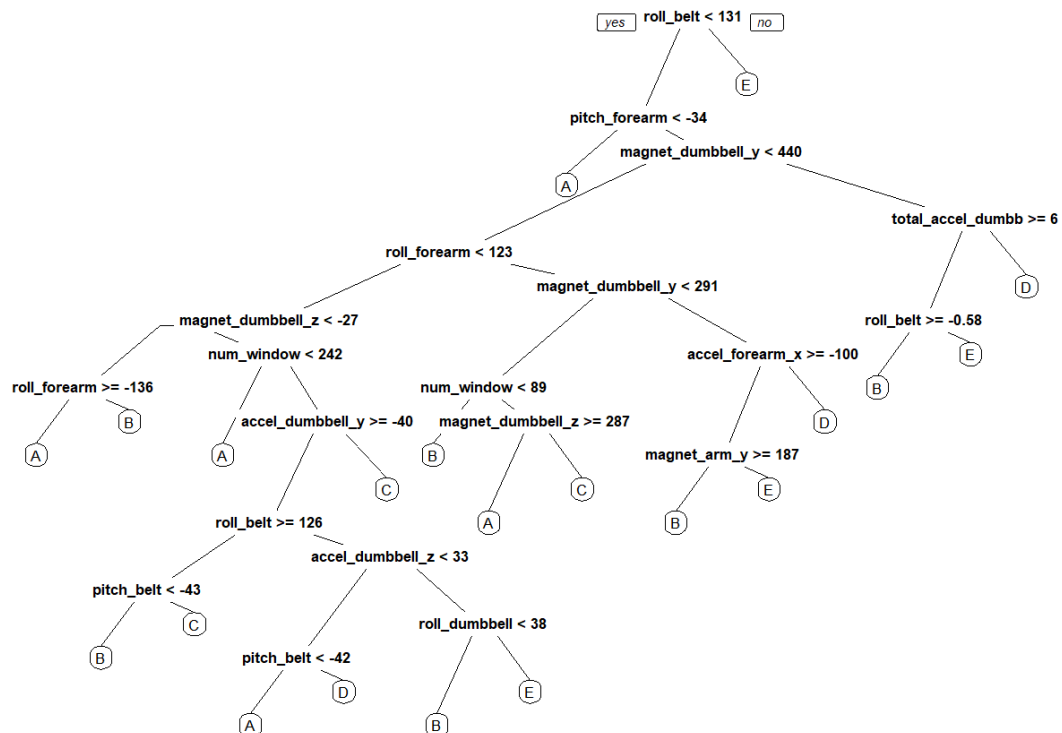 yes roll_belt < 131 no
E
pitch_forearm < -34
magnet_dumbbell_y < 440
A
total_accel_dumbb >= 6
roll_forearm < 123
magnet_dumbbell_y < 291
D
magnet_dumbbell_z < -27
roll_belt >= -0.58
num_window < 242
accel_forearm_x >= -100
E
roll_forearm >= -136
num_window < 89
B
B
accel_dumbbell_y >= -40
magnet_dumbbell_z >= 287
D
A
A
B
magnet_arm_y >= 187
C
C
E
roll_belt >= 126
A
B
accel_dumbbell_z < 33
pitch_belt < -43
C
roll_dumbbell < 38
B
pitch_belt < -42
D
E
A
B